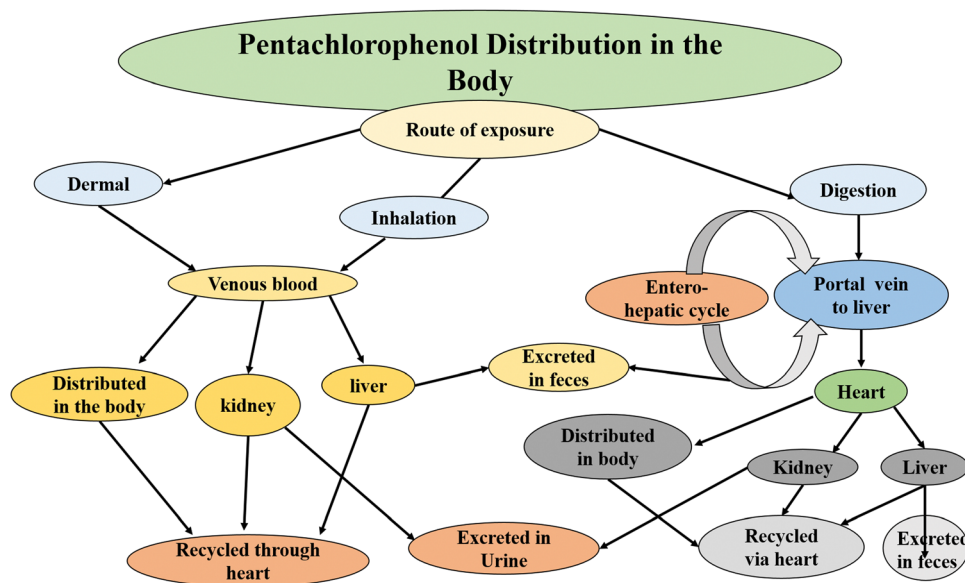 Pentachlorophenol Distribution in the
Body
Route of exposure
Dermal
Inhalation
Digestion
Venous blood
Entero-
hepatic cycle
Portal vein
to liver
Distributed
in the body
kidney
liver
Excreted
in feces
Heart
Distributed
in body
Kidney
Liver
Recycled through
heart
Excreted in
Urine
Recycled
via heart
Excreted
in feces